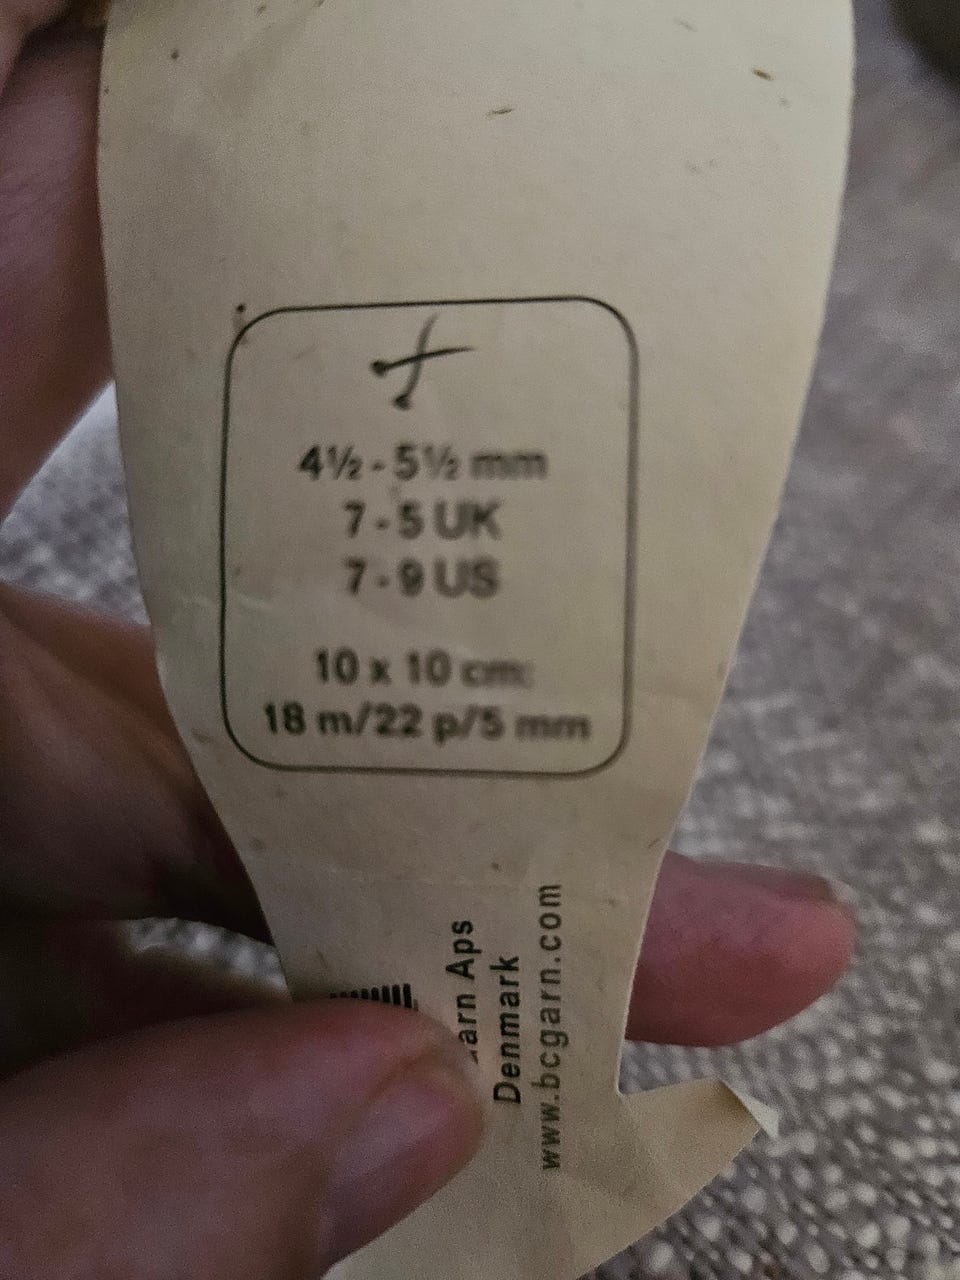 4½ - 5½ mm
7 - 5 UK
7 - 9 US
10 x 10 cm:
18 m/22 p/5 mm
arn Aps
Denmark
www.bcgarn.com